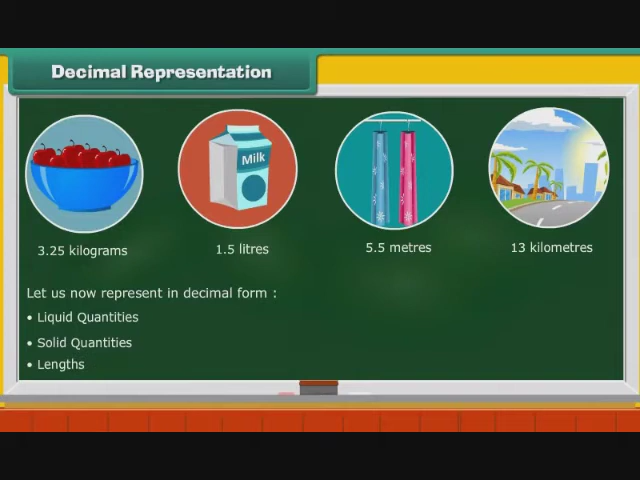 Decimal Representation
Milk
3.25 kilograms
1.5 litres
5.5 metres
13 kilometres
Let us now represent in decimal form :
• Liquid Quantities
• Solid Quantities
• Lengths